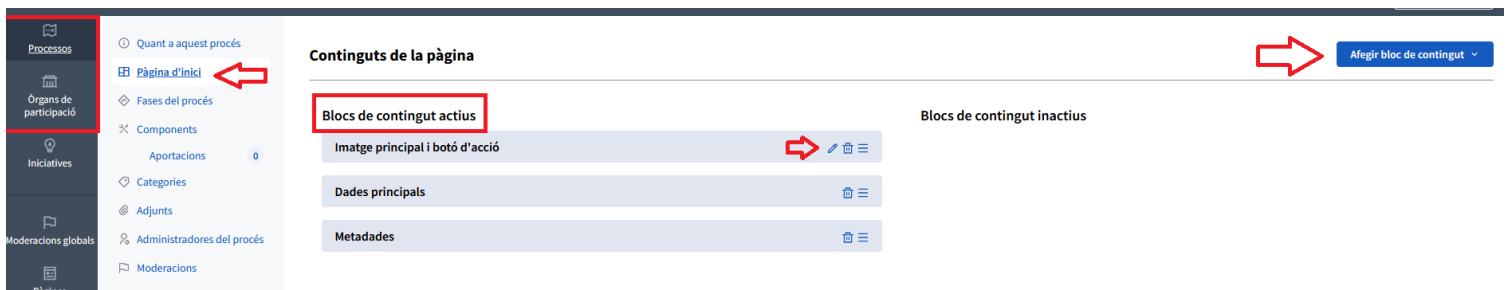 Processos
Òrgans de
participació
Iniciatives
Moderacions globals
Quant a aquest procés
Pàgina d'inici
Fases del procés
Components
Aportacions 0
Categories
Adjunts
Administradores del procés
Moderacions
Continguts de la pàgina
Afegir bloc de contingut
Blocs de contingut actius
Imatge principal i botó d'acció
Dades principals
Metadades
Blocs de contingut inactius